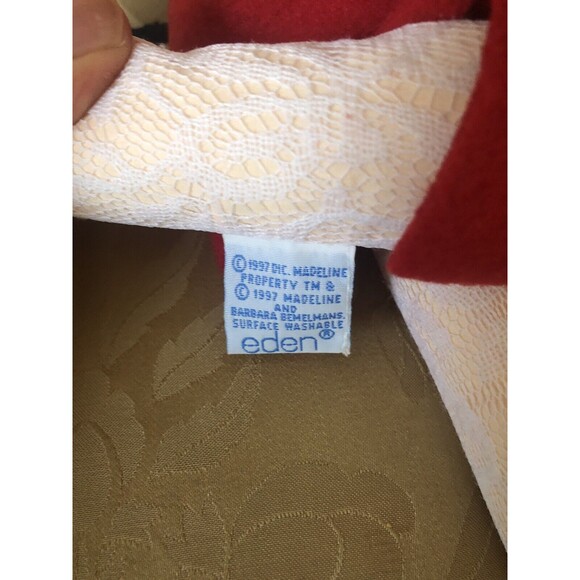 © 1997 DIC. MADELINE
PROPERTY TM &
© 1997 MADELINE
AND
BARBARA BEMELMANS.
SURFACE WASHABLE
eden®